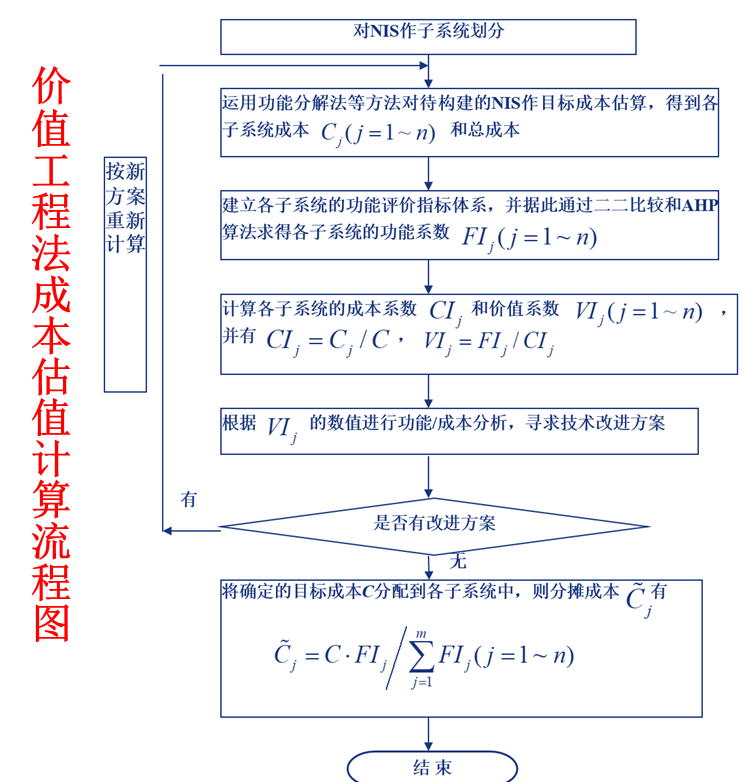 价值工程法成本估值计算流程图
对NIS作子系统划分
运用功能分解法等方法对待构建的NIS作目标成本估算，得到各
子系统成本 C_j(j=1~n) 和总成本
建立各子系统的功能评价指标体系，并据此通过二二比较和AHP
算法求得各子系统的功能系数 FI_j(j=1~n)
计算各子系统的成本系数 CI_j 和价值系数 VI_j(j=1~n) ，
并有 CI_j=C_j/C ， VI_j=FI_j/CI_j
根据 VI_j 的数值进行功能/成本分析，寻求技术改进方案
是否有改进方案
有
按新
方案
重新
计算
无
将确定的目标成本C分配到各子系统中，则分摊成本 C̃_j 有
C̃_j=C·FI_j/∑_{j=1}^{m}FI_j(j=1~n)
结 束